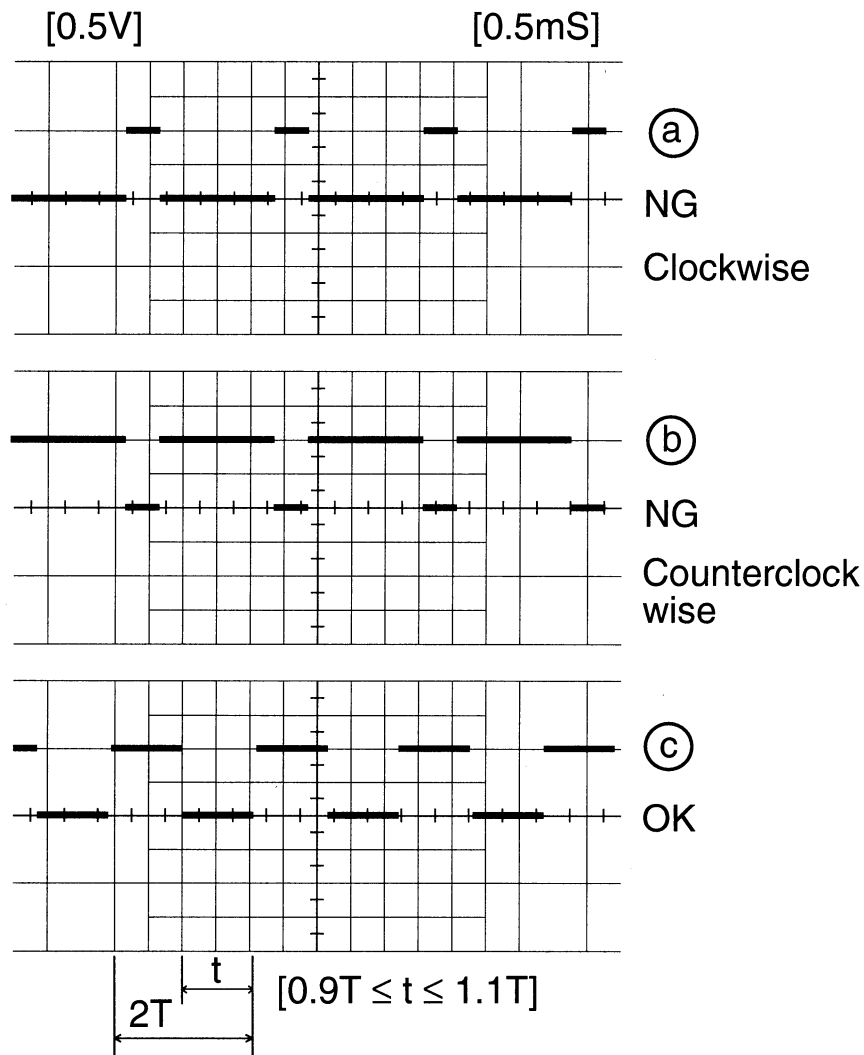 [0.5V] [0.5mS]
a
NG
Clockwise
b
NG
Counterclock
wise
c
OK
t
[0.9T ≤ t ≤ 1.1T]
2T